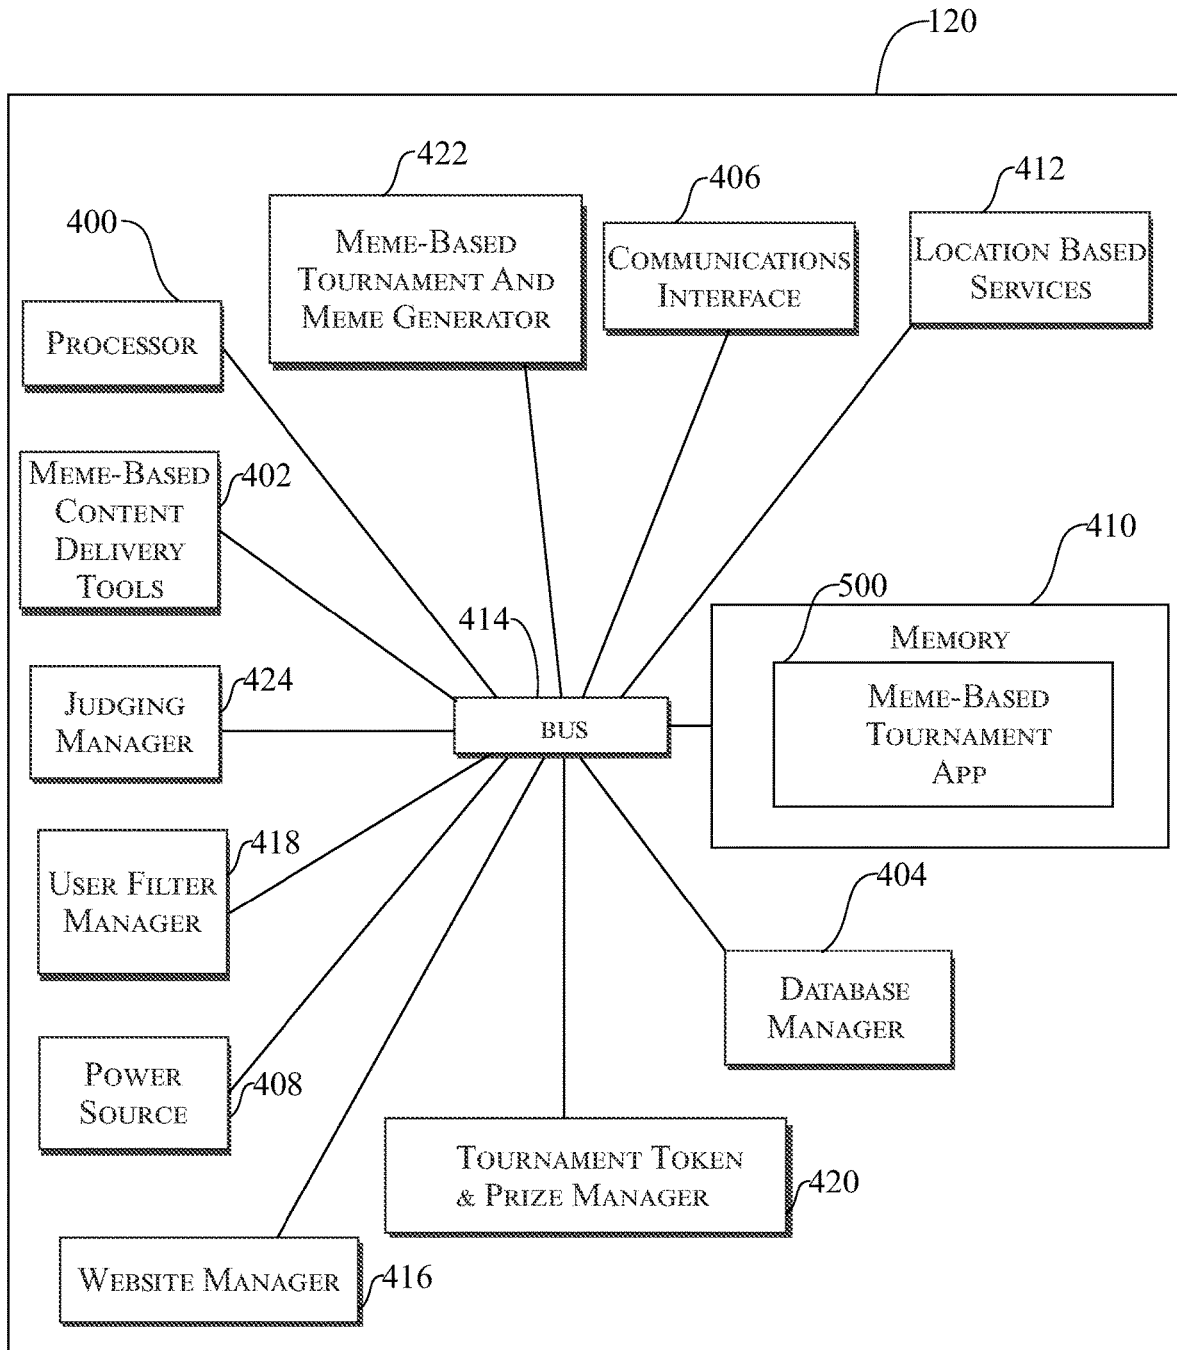 120
422
MEME-BASED
TOURNAMENT AND
MEME GENERATOR
406
COMMUNICATIONS
INTERFACE
412
LOCATION BASED
SERVICES
400
PROCESSOR
402
MEME-BASED
CONTENT
DELIVERY
TOOLS
410
500
MEMORY
MEME-BASED
TOURNAMENT
APP
414
BUS
424
JUDGING
MANAGER
418
USER FILTER
MANAGER
404
DATABASE
MANAGER
408
POWER
SOURCE
TOURNAMENT TOKEN
& PRIZE MANAGER
420
WEBSITE MANAGER
416